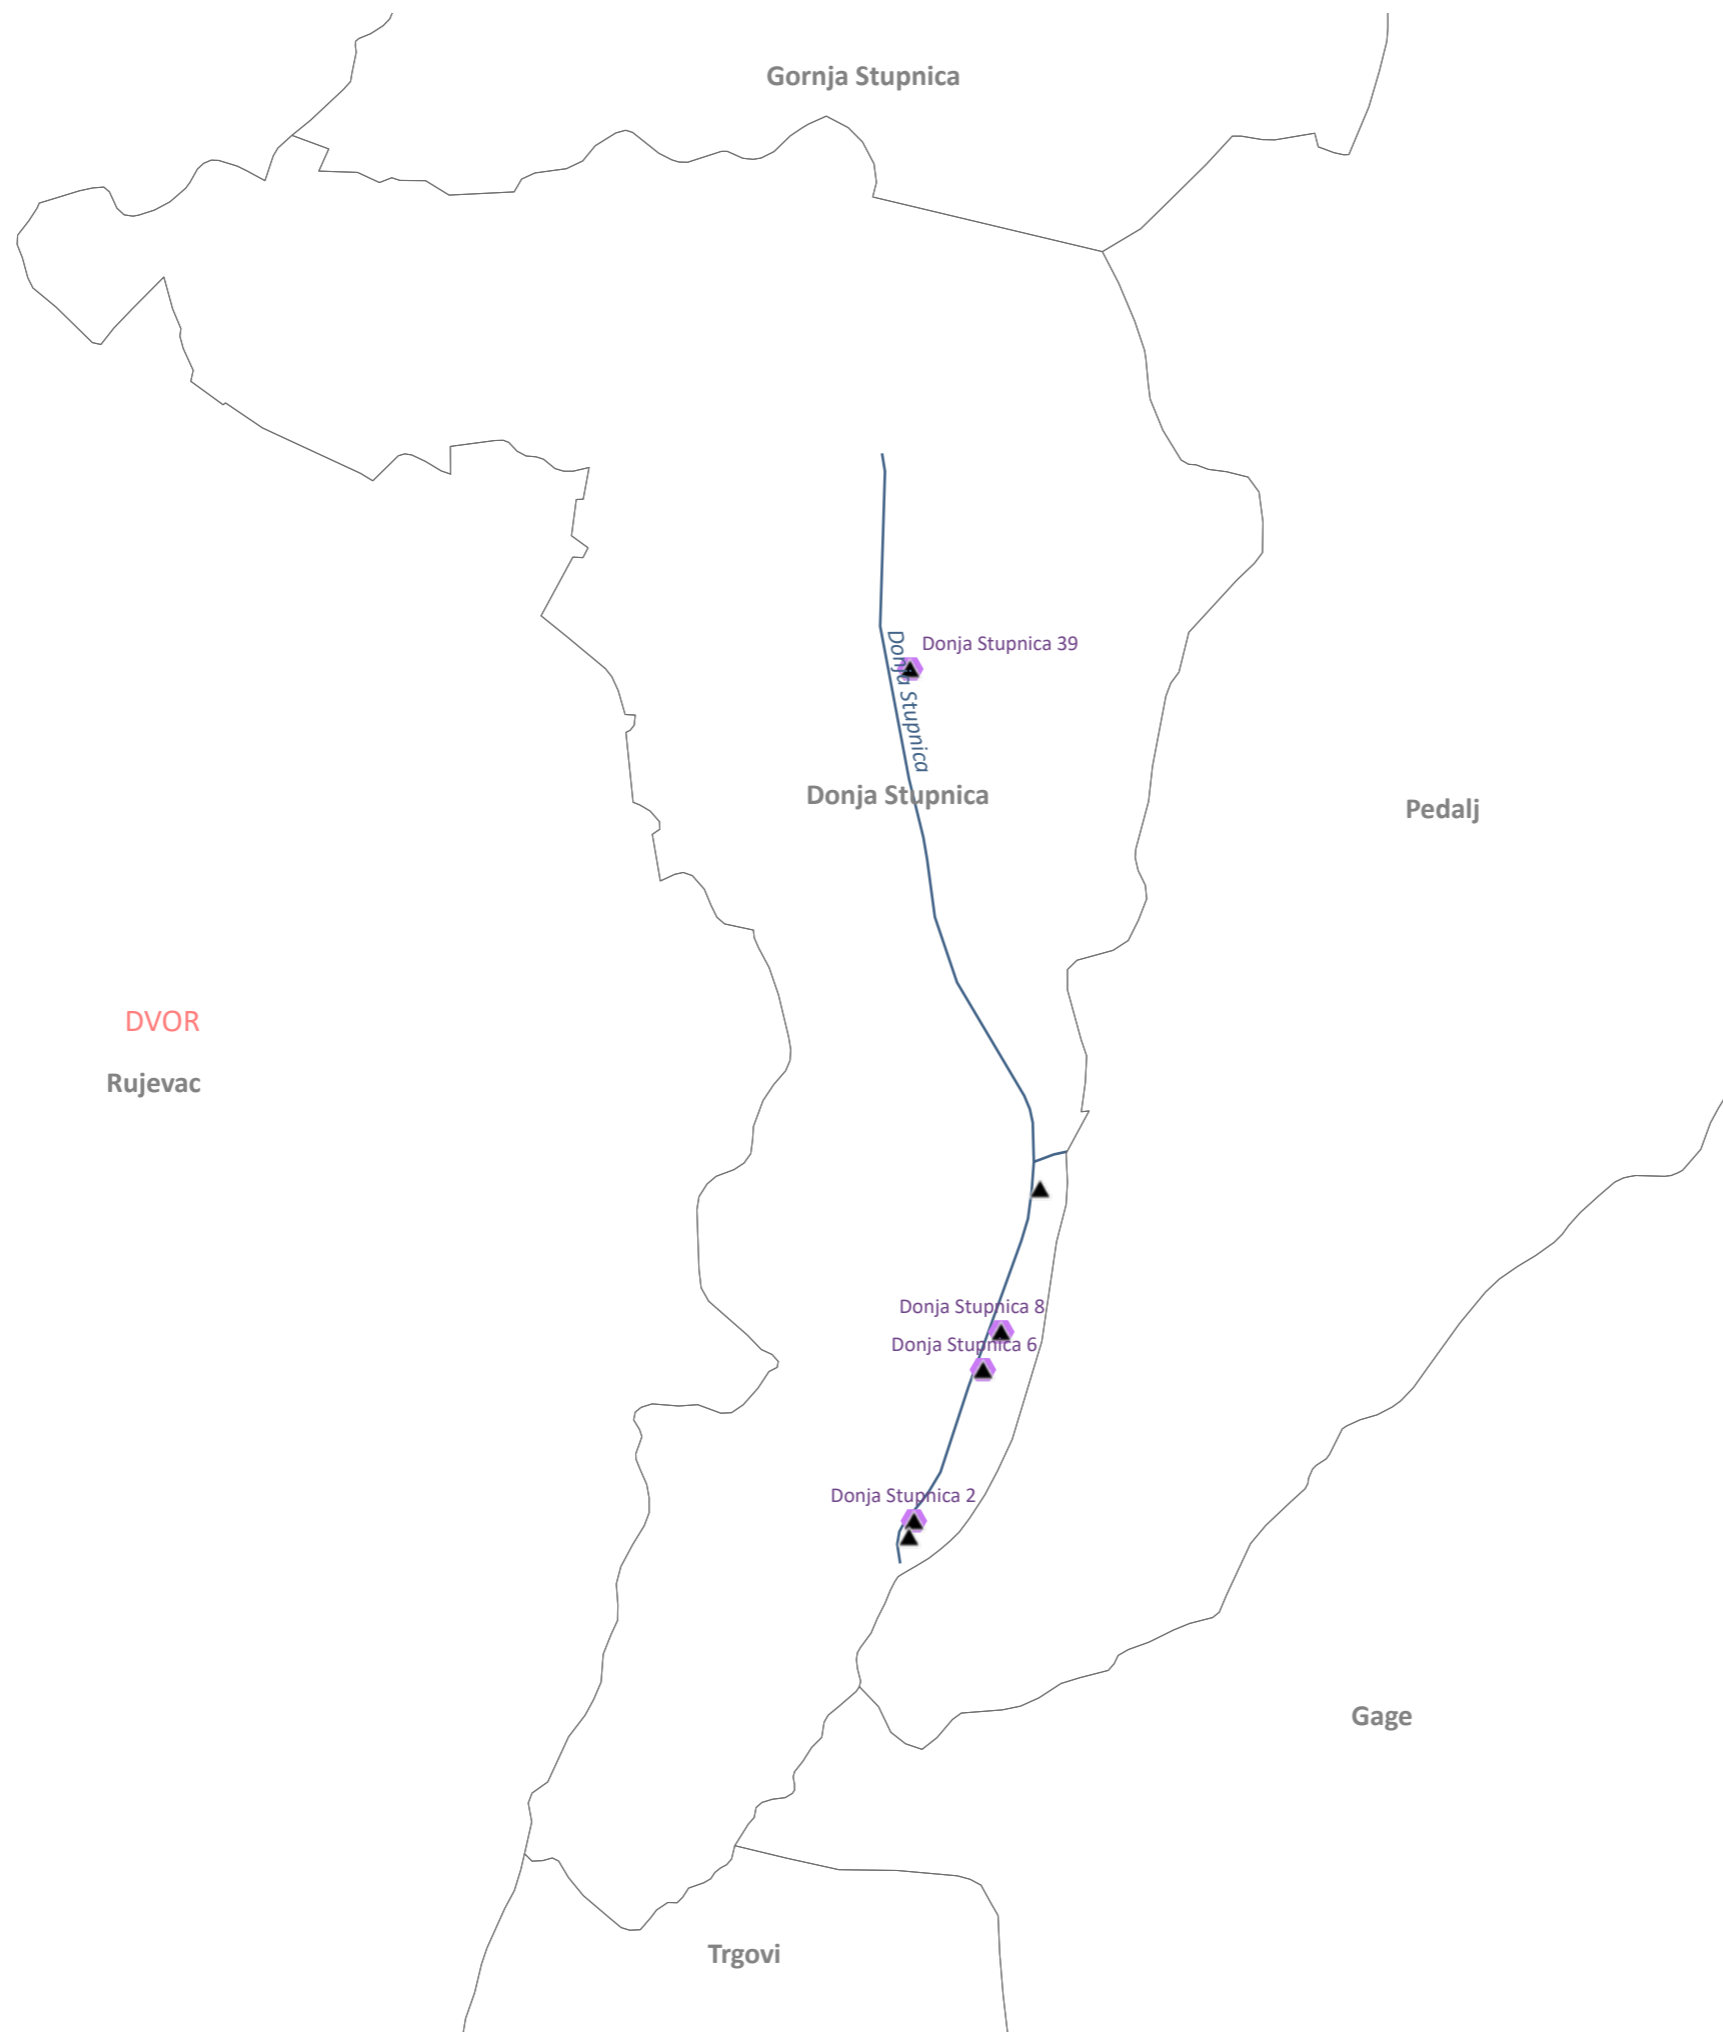 Gornja Stupnica
Donja Stupnica 39
Donja Stupnica
Donja Stupnica
Pedalj
DVOR
Rujevac
Donja Stupnica 8
Donja Stupnica 6
Donja Stupnica 2
Gage
Trgovi